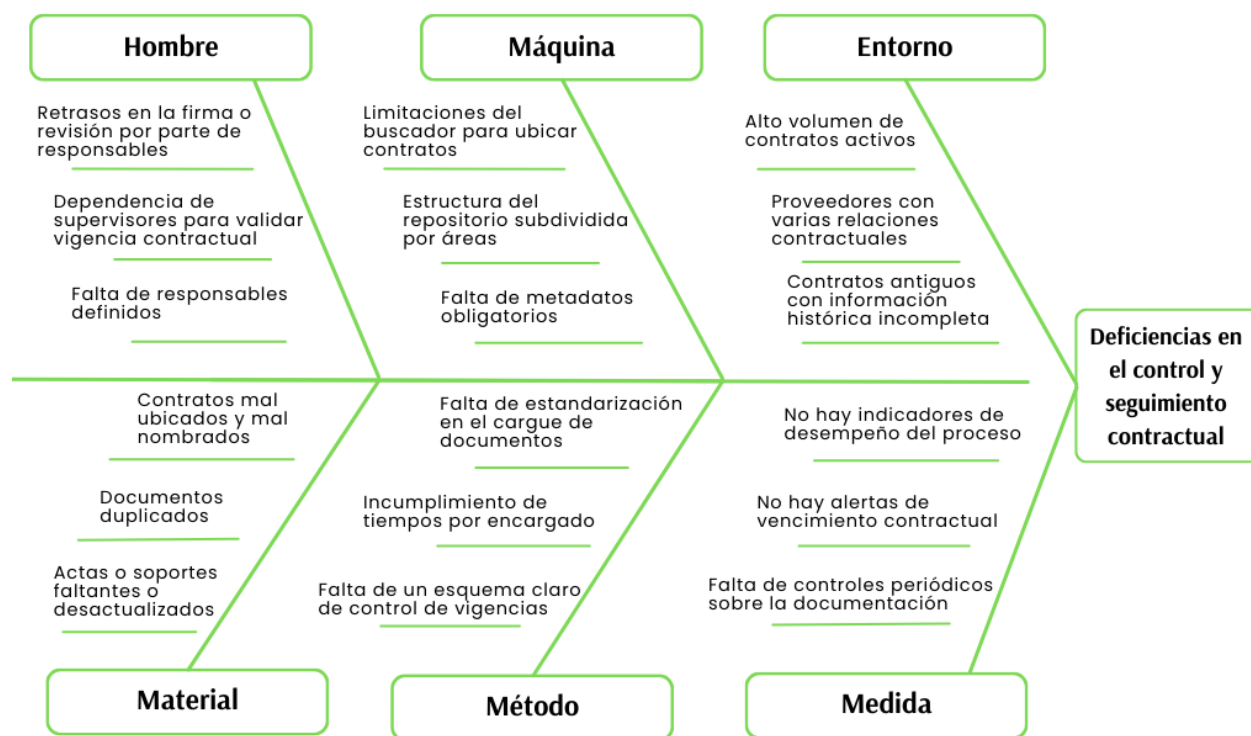 Hombre
Máquina
Entorno
Retrasos en la firma o
revisión por parte de
responsables
Dependencia de
supervisores para validar
vigencia contractual
Falta de responsables
definidos
Limitaciones del
buscador para ubicar
contratos
Estructura del
repositorio subdividida
por áreas
Falta de metadatos
obligatorios
Alto volumen de
contratos activos
Proveedores con
varias relaciones
contractuales
Contratos antiguos
con información
histórica incompleta
Deficiencias en
el control y
seguimiento
contractual
Contratos mal
ubicados y mal
nombrados
Documentos
duplicados
Actas o soportes
faltantes o
desactualizados
Falta de estandarización
en el cargue de
documentos
Incumplimiento de
tiempos por encargado
Falta de un esquema claro
de control de vigencias
No hay indicadores de
desempeño del proceso
No hay alertas de
vencimiento contractual
Falta de controles periódicos
sobre la documentación
Material
Método
Medida